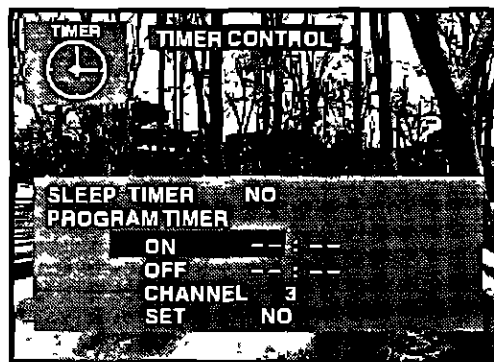 TIMER
TIMER CONTROL
SLEEP TIMER NO
PROGRAM TIMER
ON -- : --
OFF -- : --
CHANNEL 3
SET NO